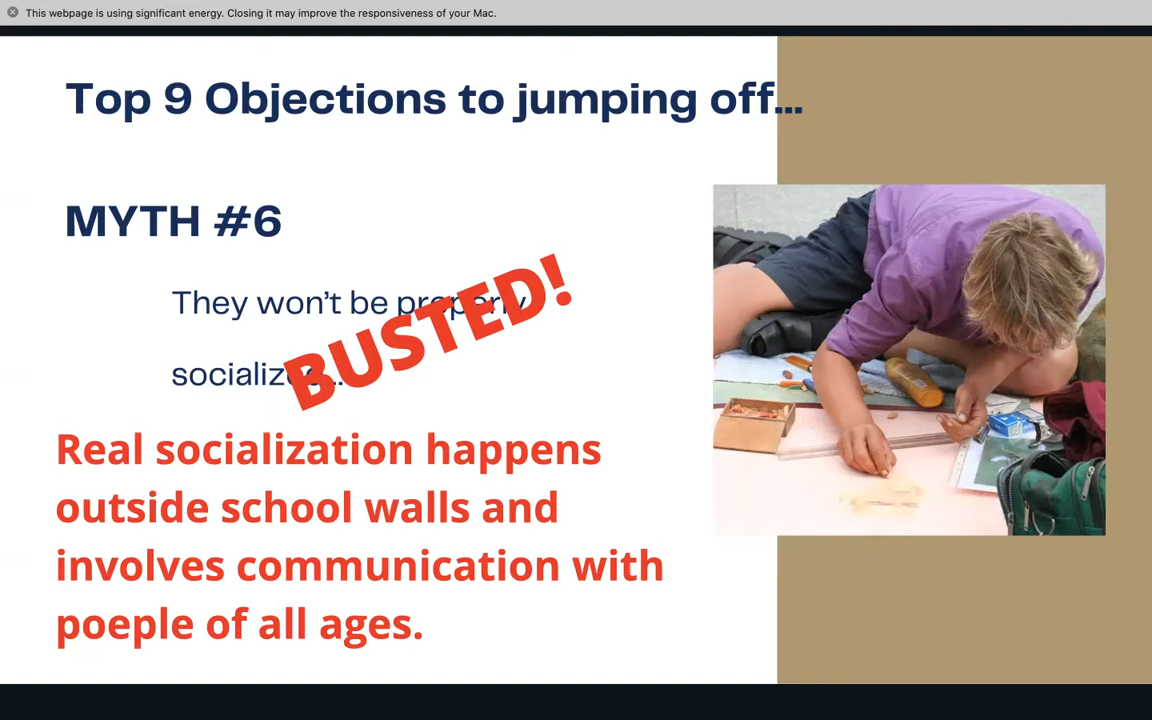 This webpage is using significant energy. Closing it may improve the responsiveness of your Mac.
Top 9 Objections to jumping off...
MYTH #6
They won't be properly
socialized...
BUSTED!
Real socialization happens
outside school walls and
involves communication with
poeple of all ages.